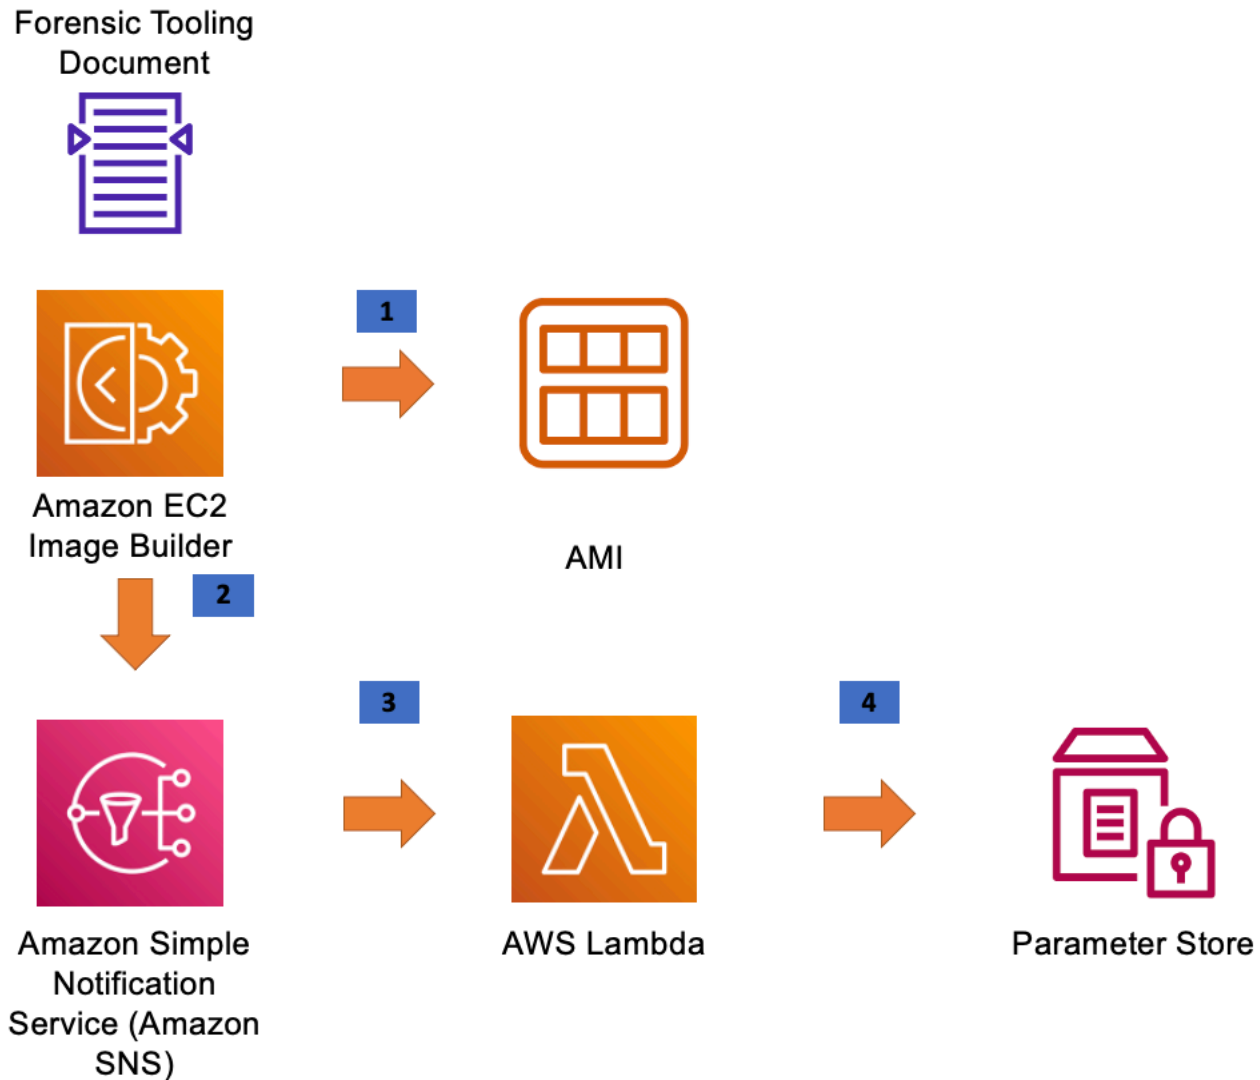 Forensic Tooling
Document
1
Amazon EC2
Image Builder
AMI
2
3
4
Amazon Simple
Notification
Service (Amazon
SNS)
AWS Lambda
Parameter Store